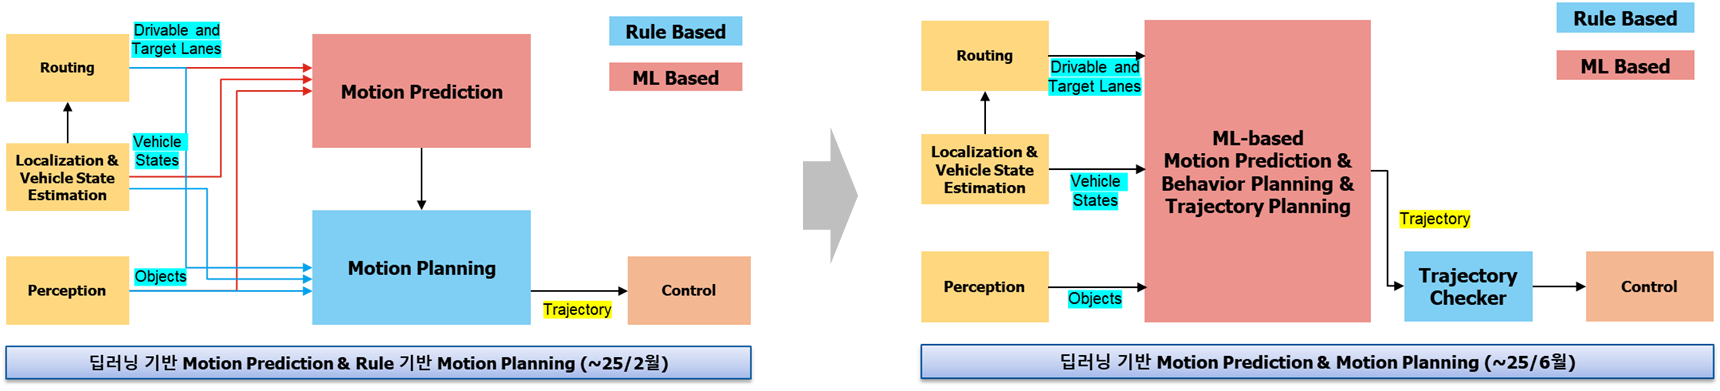 Drivable and
Target Lanes
Rule Based
ML Based
Routing
Motion Prediction
Vehicle
States
Localization &
Vehicle State
Estimation
Motion Planning
Objects
Perception
Trajectory
Control
딥러닝 기반 Motion Prediction & Rule 기반 Motion Planning (~25/2월)
Rule Based
ML Based
Routing
Drivable and
Target Lanes
ML-based
Motion Prediction &
Behavior Planning &
Trajectory Planning
Localization &
Vehicle State
Estimation
Vehicle
States
Trajectory
Perception
Objects
Trajectory
Checker
Control
딥러닝 기반 Motion Prediction & Motion Planning (~25/6월)